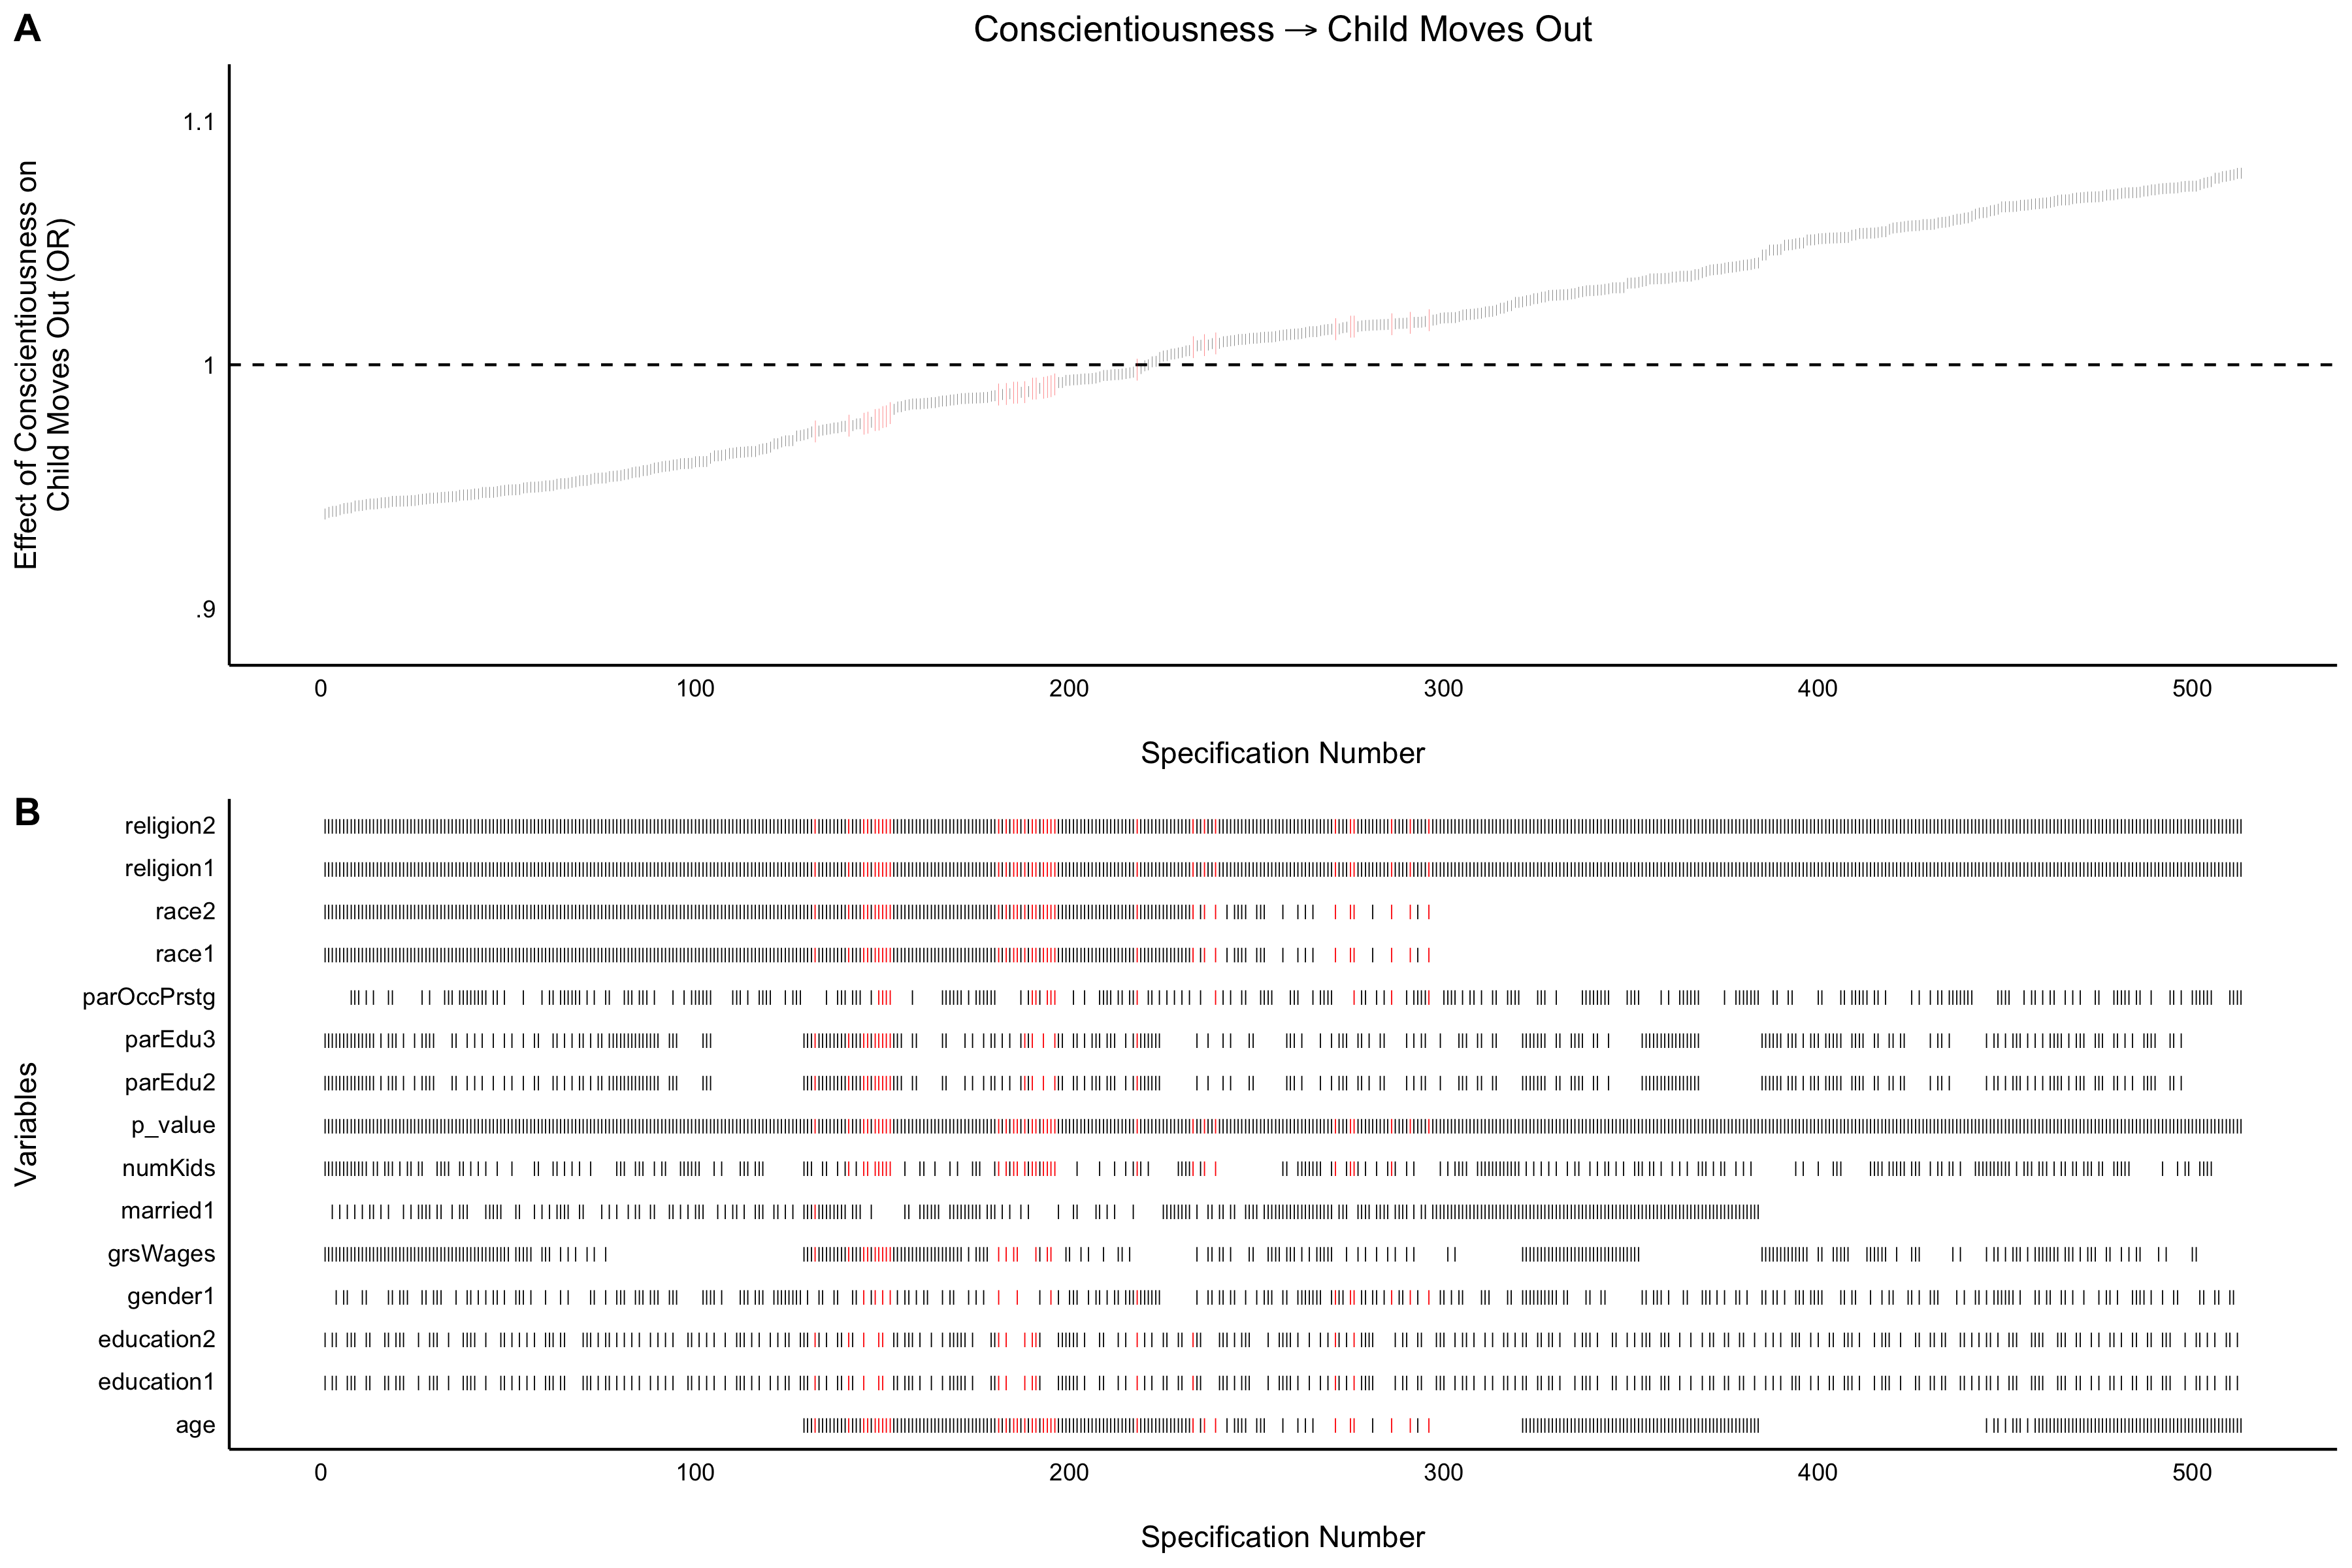 A
Conscientiousness → Child Moves Out
Effect of Conscientiousness on
Child Moves Out (OR)
1.1
1
.9
0 100 200 300 400 500
Specification Number
B
Variables
religion2
religion1
race2
race1
parOccPrstg
parEdu3
parEdu2
p_value
numKids
married1
grsWages
gender1
education2
education1
age
0 100 200 300 400 500
Specification Number